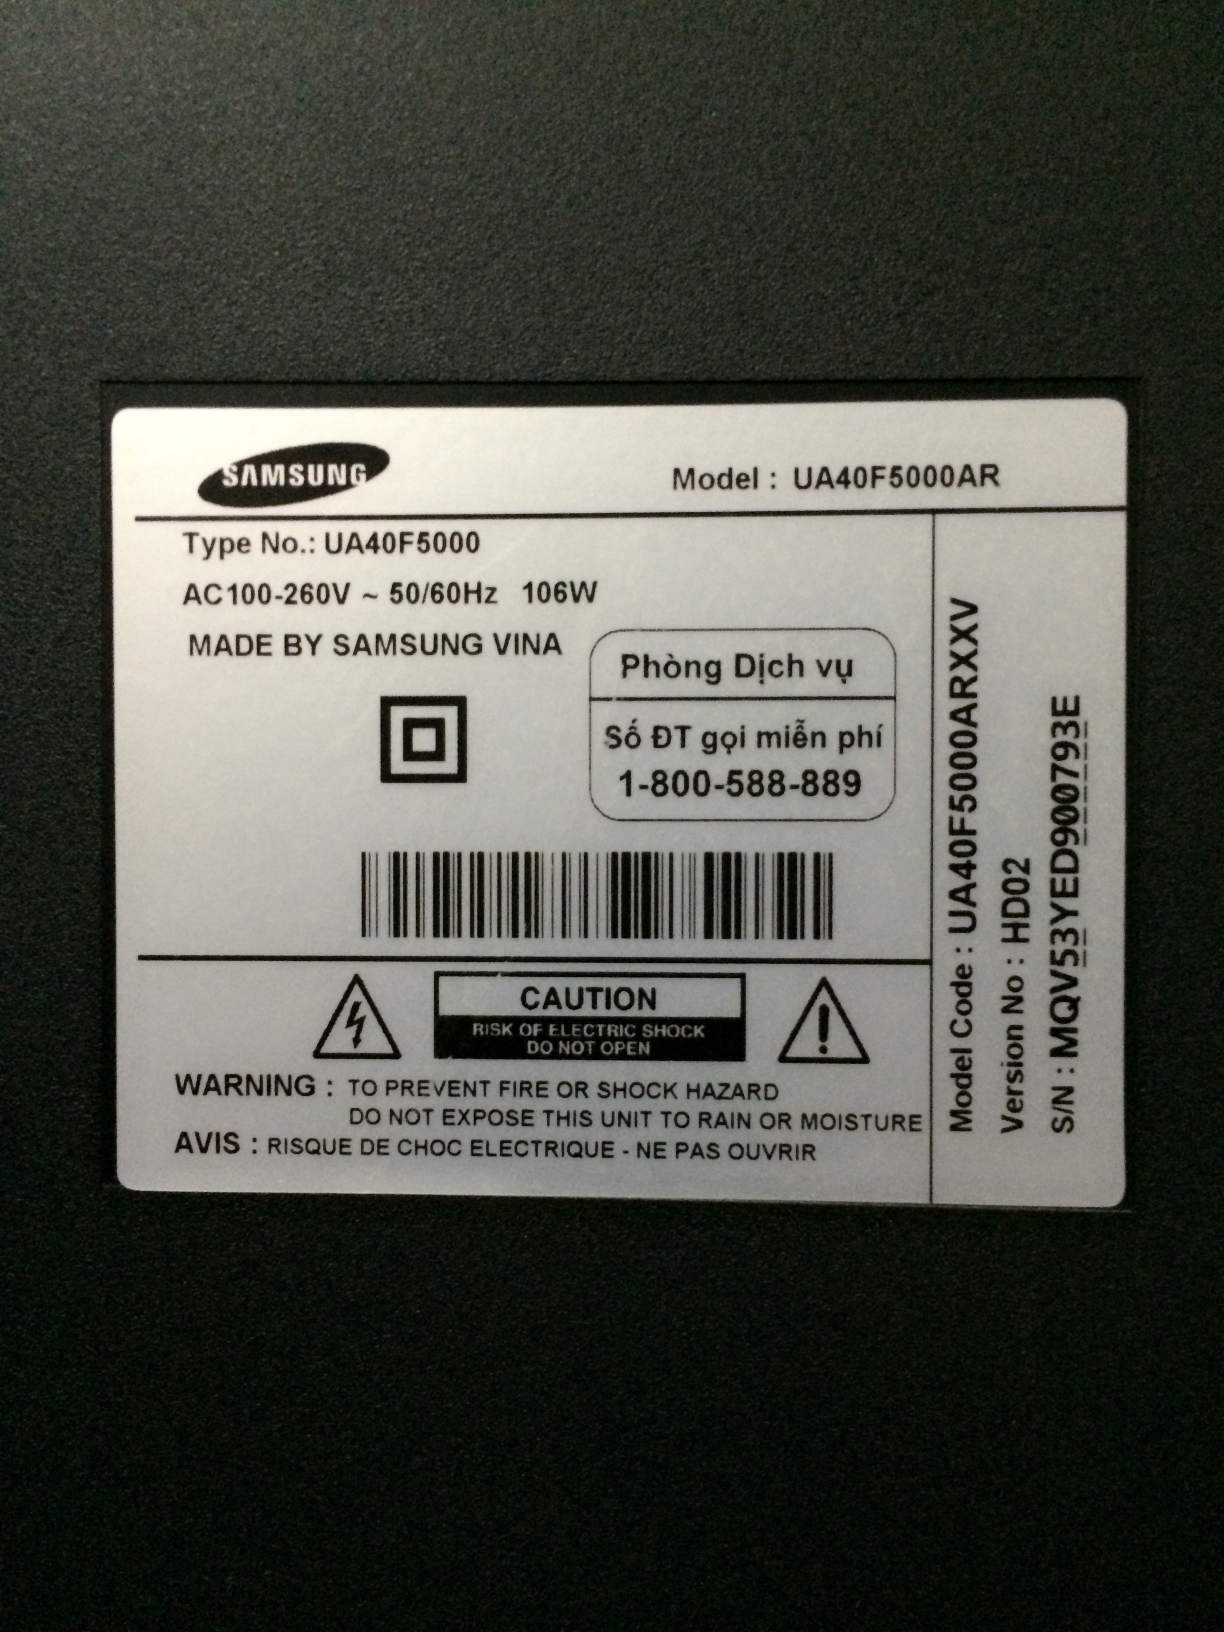 SAMSUNG
Model : UA40F5000AR
Type No.: UA40F5000
AC100-260V ~ 50/60Hz 106W
MADE BY SAMSUNG VINA
Phòng Dịch vụ
Số ĐT gọi miễn phí
1-800-588-889
CAUTION
RISK OF ELECTRIC SHOCK
DO NOT OPEN
WARNING : TO PREVENT FIRE OR SHOCK HAZARD
DO NOT EXPOSE THIS UNIT TO RAIN OR MOISTURE
AVIS : RISQUE DE CHOC ELECTRIQUE - NE PAS OUVRIR
Model Code : UA40F5000ARXXV
Version No : HD02
S/N : MQV53YED900793E